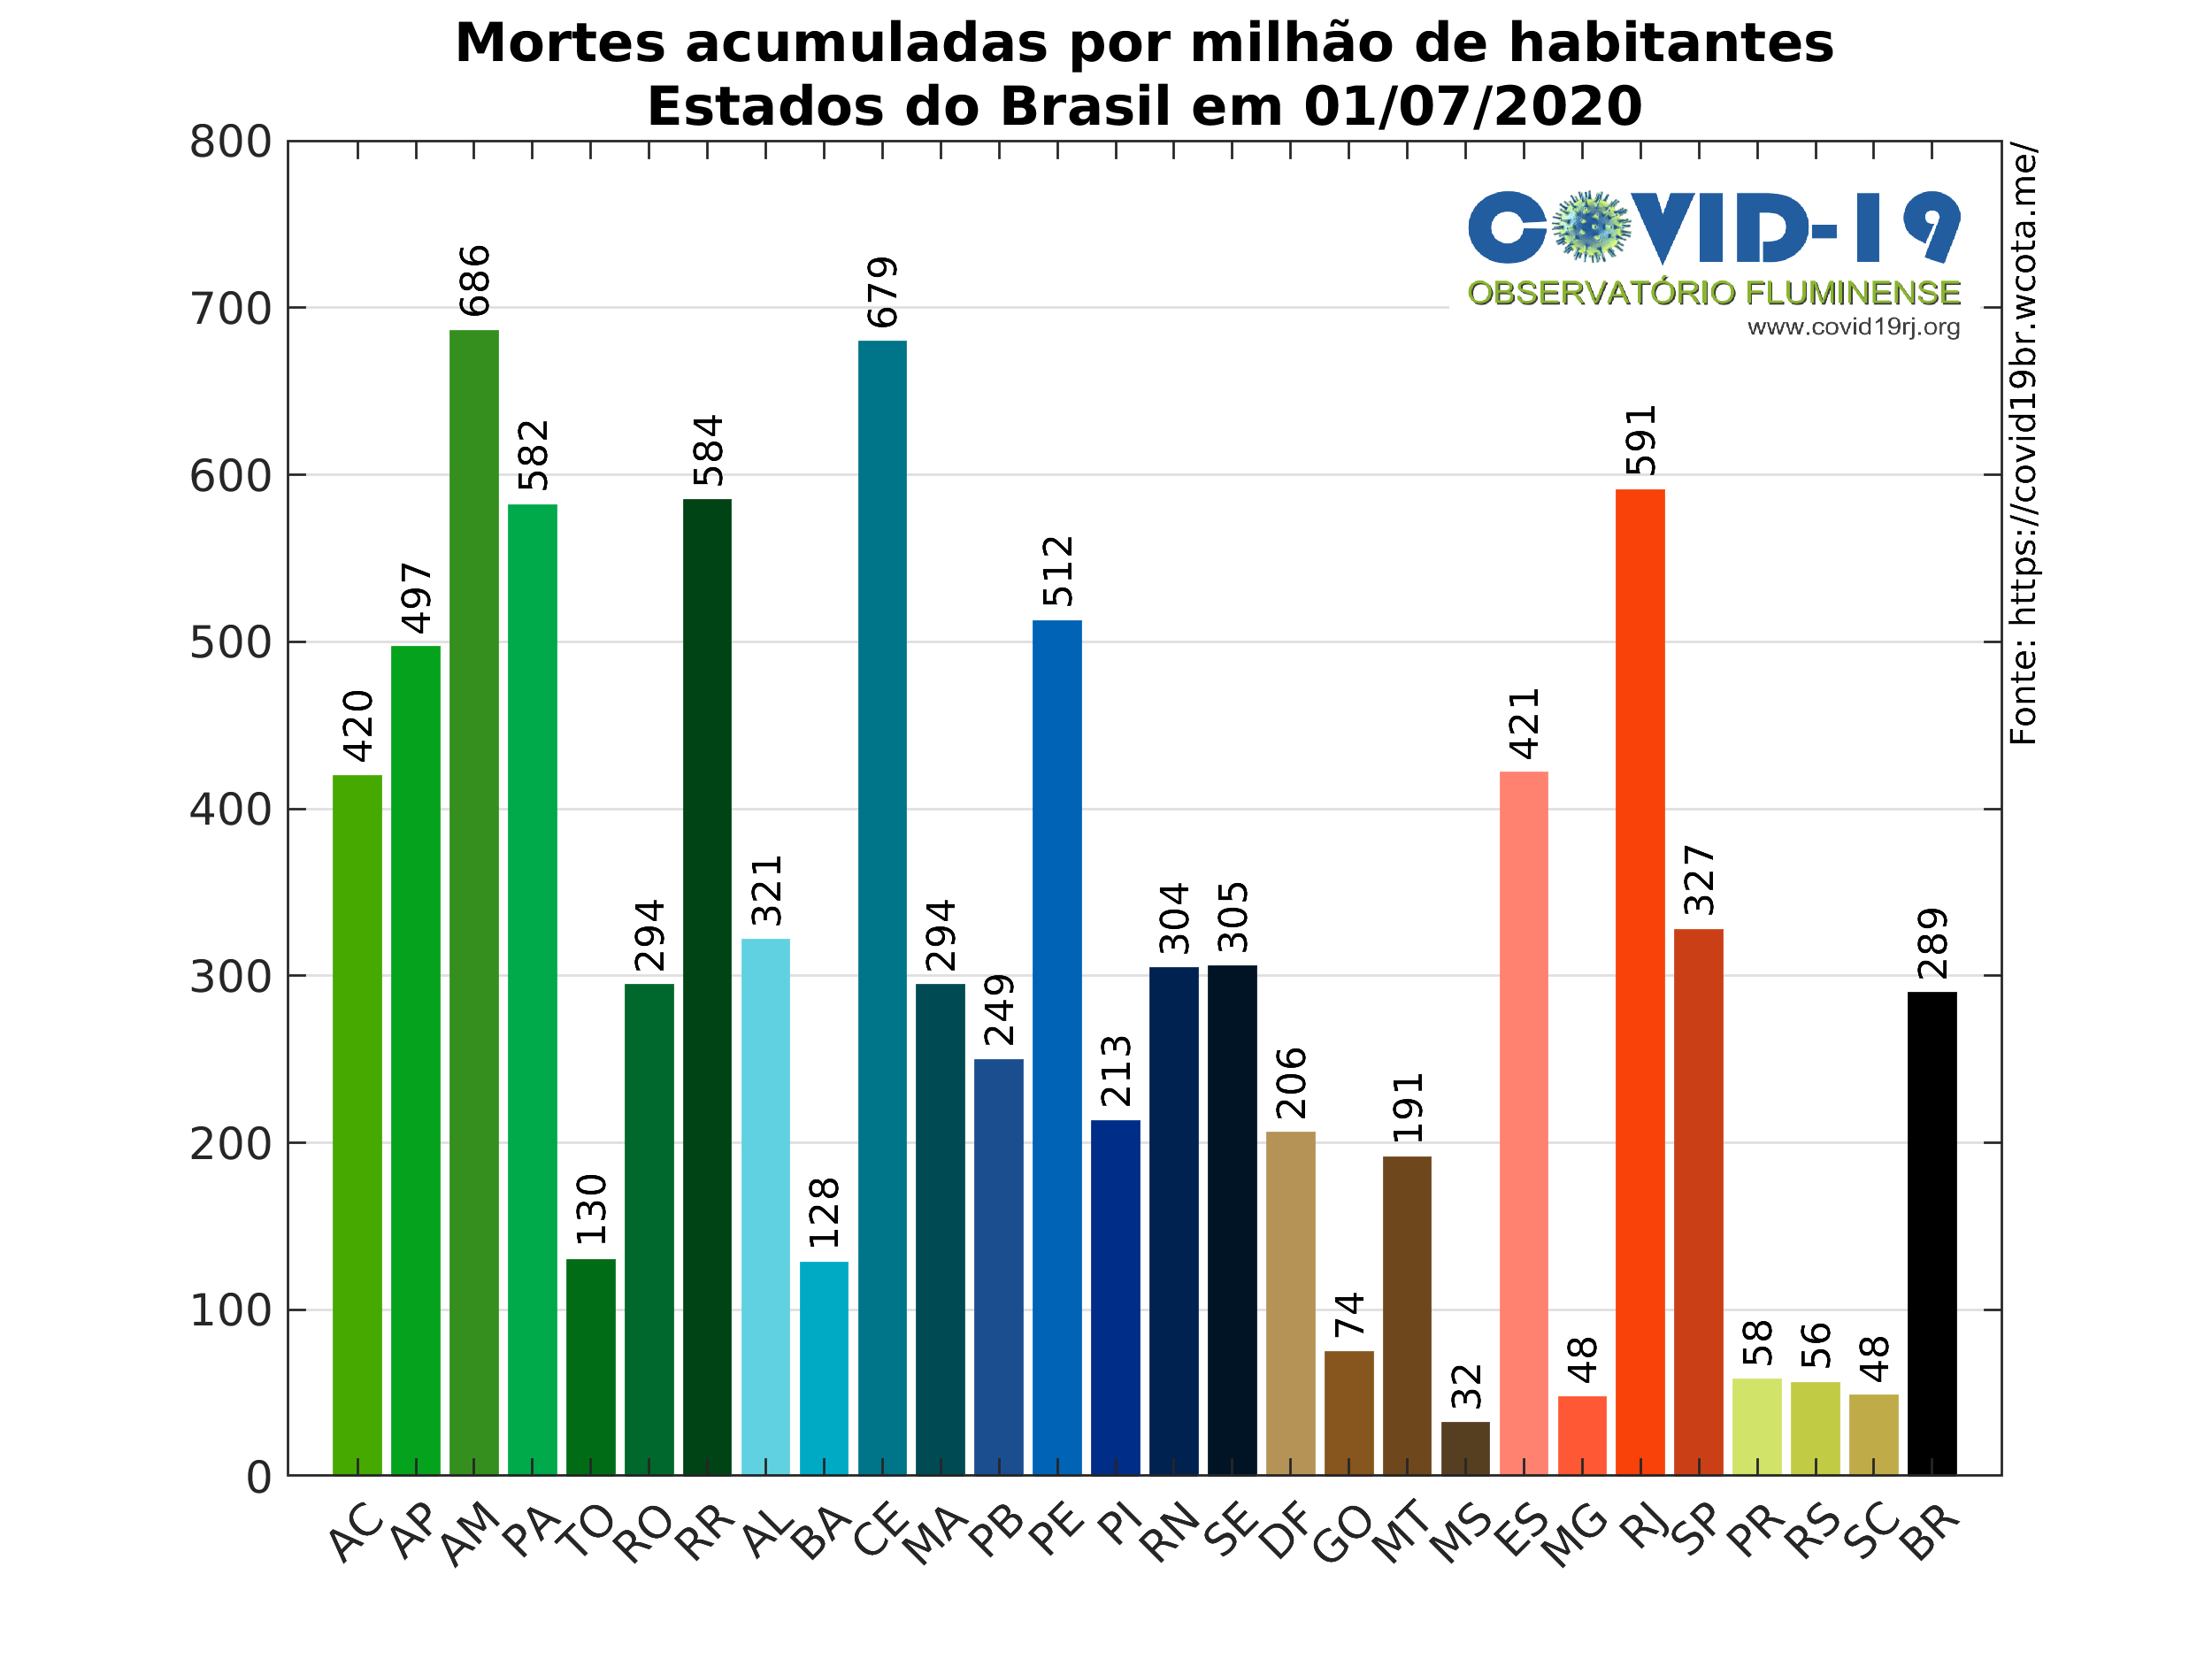 Mortes acumuladas por milhão de habitantes
Estados do Brasil em 01/07/2020
800
700
600
500
400
300
200
100
0
420
497
686
582
130
294
584
321
128
679
294
249
512
213
304
305
206
74
191
32
421
48
591
327
58
56
48
289
AC
AP
AM
PA
TO
RO
RR
AL
BA
CE
MA
PB
PE
PI
RN
SE
DF
GO
MT
MS
ES
MG
RJ
SP
PR
RS
SC
BR
COVID-19
OBSERVATÓRIO FLUMINENSE
www.covid19rj.org
Fonte: https://covid19br.wcota.me/